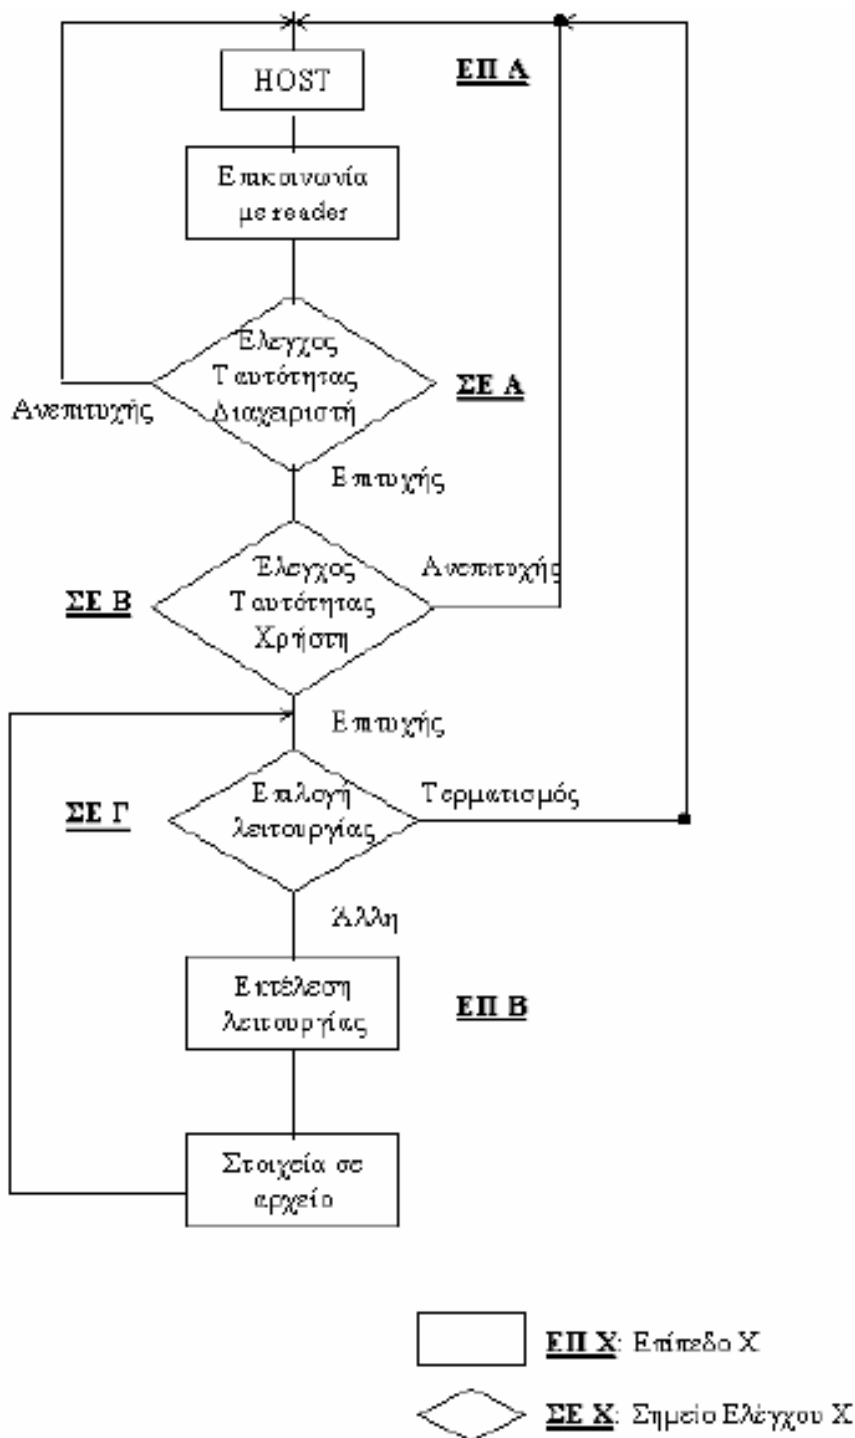 ΕΠ Α
HOST
Επικοινωνία
με reader
Έλεγχος
Ταυτότητας
Διαχειριστή
ΣΕ Α
Ανεπιτυχής
Επιτυχής
Έλεγχος
Ταυτότητας
Χρήστη
Ανεπιτυχής
ΣΕ Β
Επιτυχής
Επιλογή
λειτουργίας
Τερματισμός
ΣΕ Γ
Άλλη
Εκτέλεση
λειτουργίας
ΕΠ Β
Στοιχεία σε
αρχείο
ΕΠ Χ: Επίπεδο Χ
ΣΕ Χ: Σημείο Ελέγχου Χ